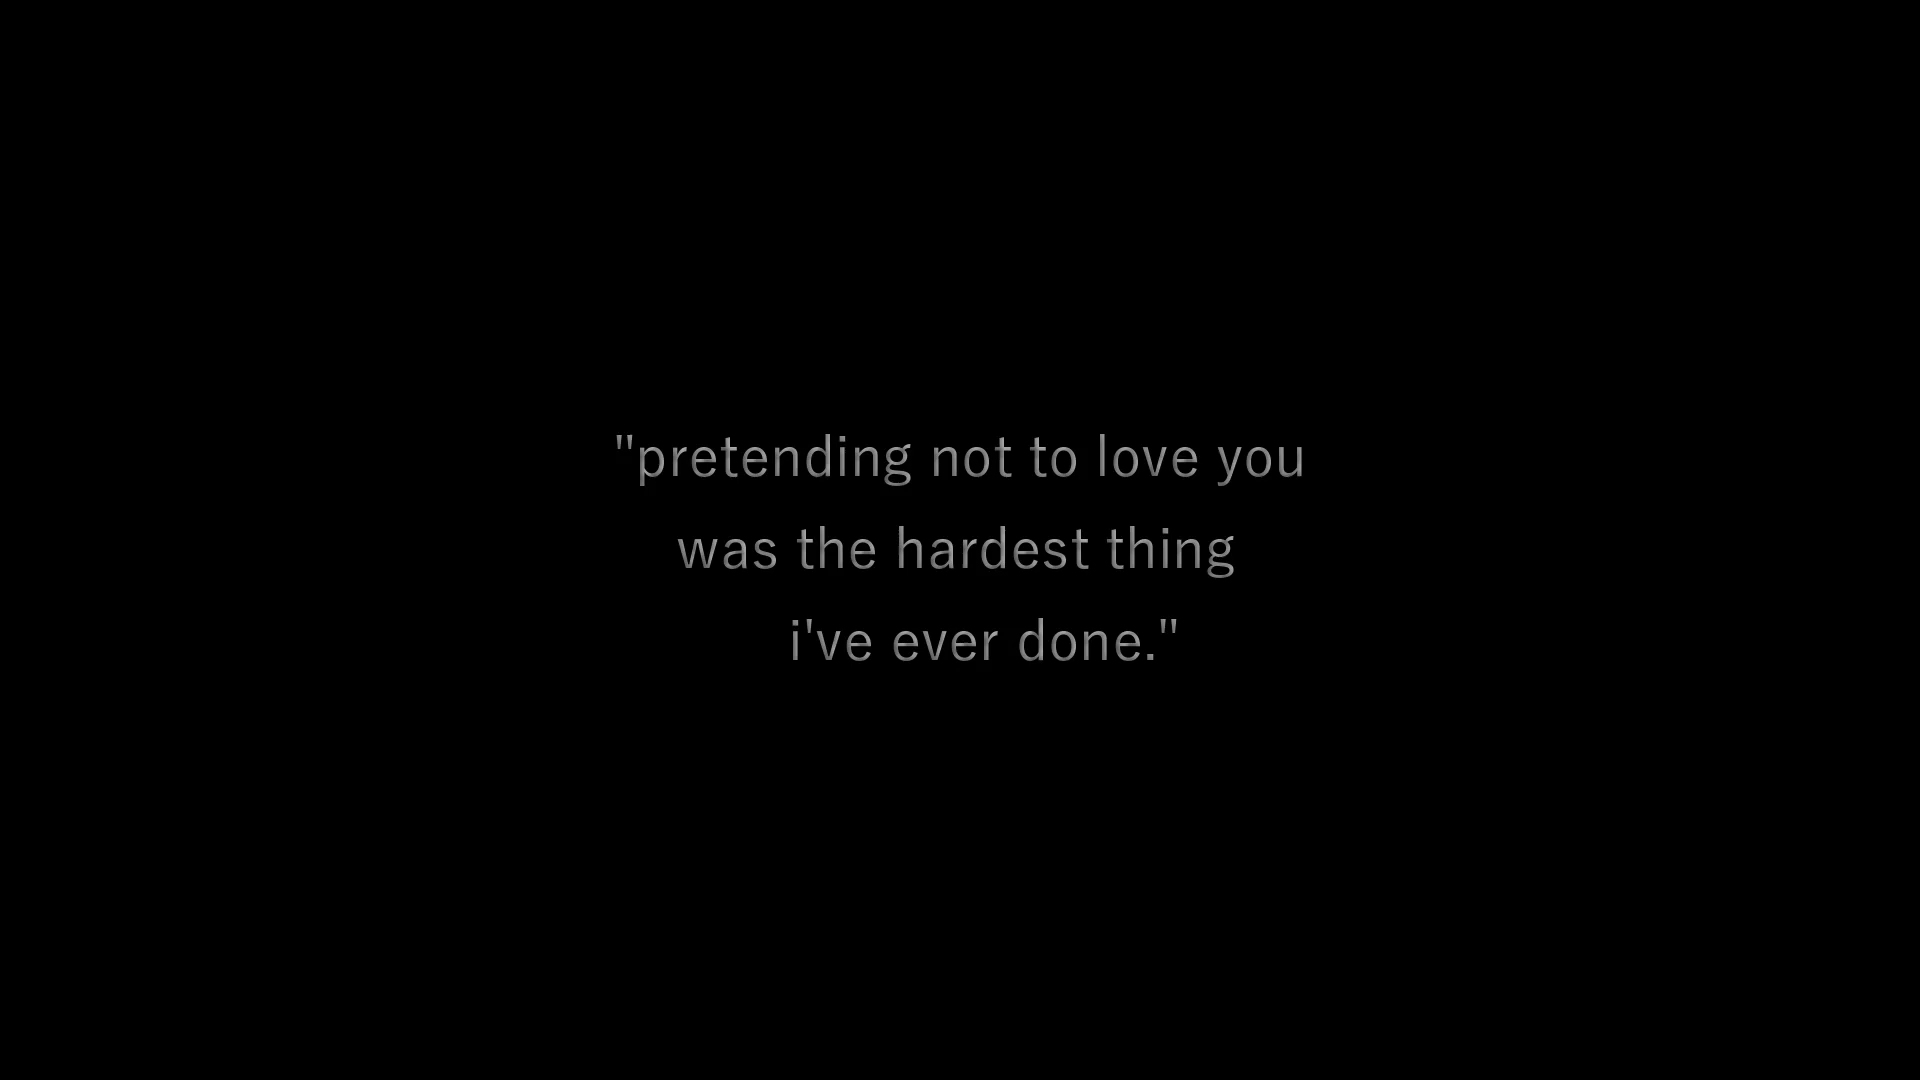 "pretending not to love you
was the hardest thing
i've ever done."